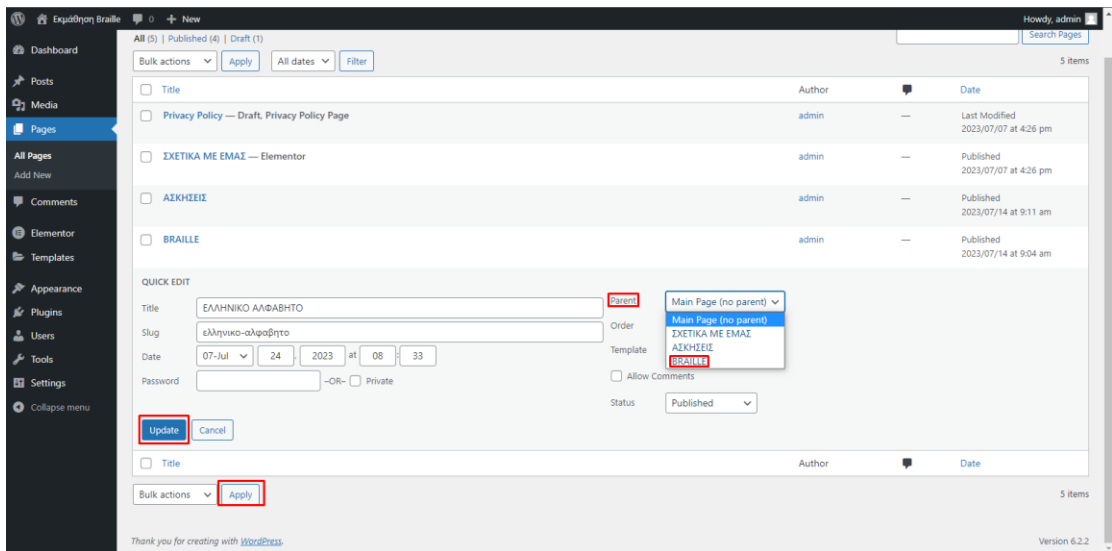 Εκμάθηση Braille 0 + New Howdy, admin
Dashboard
Posts
Media
Pages
All Pages
Add New
Comments
Elementor
Templates
Appearance
Plugins
Users
Tools
Settings
Collapse menu
All (5) | Published (4) | Draft (1) Search Pages
Bulk actions Apply All dates Filter 5 items
Title Author Date
Privacy Policy — Draft, Privacy Policy Page admin — Last Modified
2023/07/07 at 4:26 pm
ΣΧΕΤΙΚΑ ΜΕ ΕΜΑΣ — Elementor admin — Published
2023/07/07 at 4:26 pm
ΑΣΚΗΣΕΙΣ admin — Published
2023/07/14 at 9:11 am
BRAILLE admin — Published
2023/07/14 at 9:04 am
QUICK EDIT
Title ΕΛΛΗΝΙΚΟ ΑΛΦΑΒΗΤΟ
Slug ελληνικο-αλφαβητο
Date 07-Jul 24 , 2023 at 08 : 33
Password –OR– Private
Parent Main Page (no parent)
Main Page (no parent)
Order ΣΧΕΤΙΚΑ ΜΕ ΕΜΑΣ
Template ΑΣΚΗΣΕΙΣ
BRAILLE
Allow Comments
Status Published
Update Cancel
Title Author Date
Bulk actions Apply 5 items
Thank you for creating with WordPress. Version 6.2.2